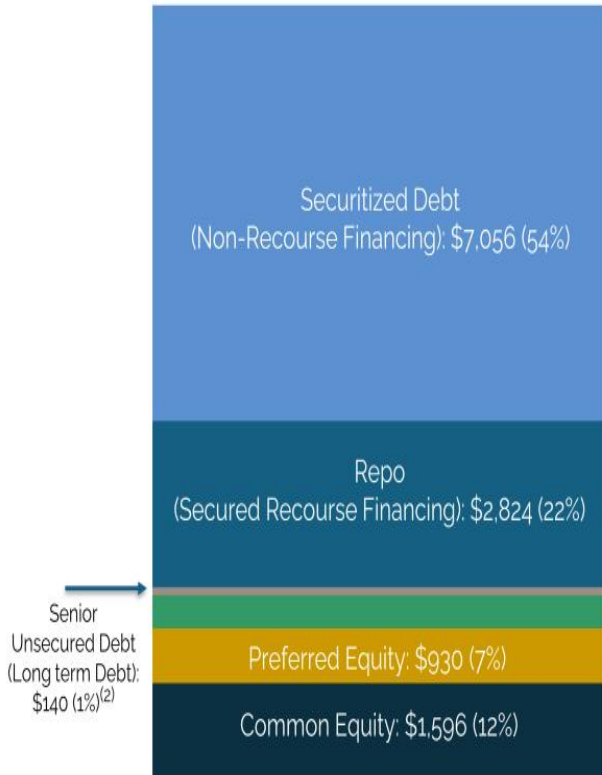 Securitized Debt
(Non-Recourse Financing): $7,056 (54%)
Repo
(Secured Recourse Financing): $2,824 (22%)
Senior
Unsecured Debt
(Long term Debt):
$140 (1%)(2)
Preferred Equity: $930 (7%)
Common Equity: $1,596 (12%)